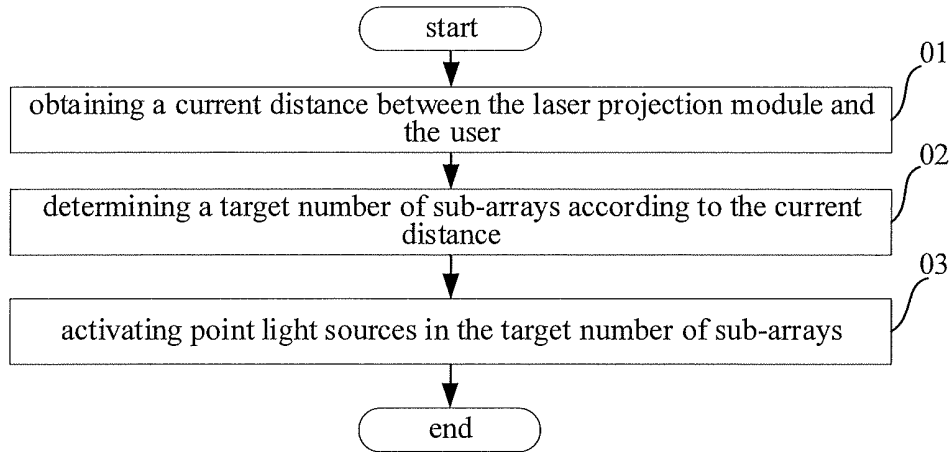 start
01
obtaining a current distance between the laser projection module and
the user
02
determining a target number of sub-arrays according to the current
distance
03
activating point light sources in the target number of sub-arrays
end